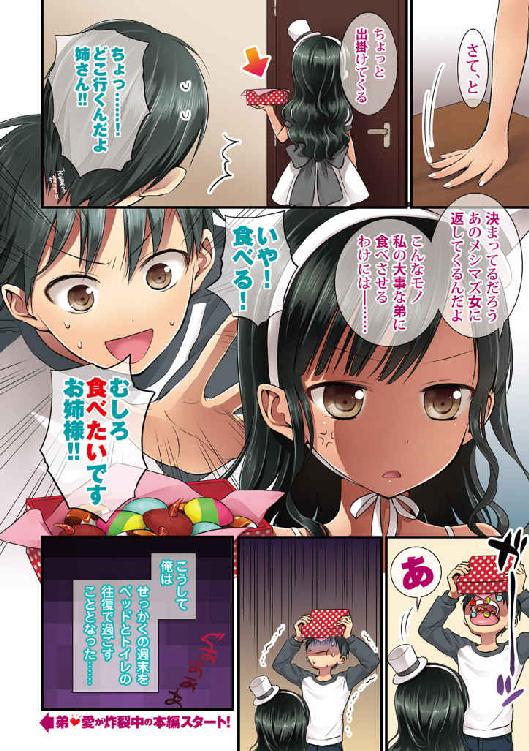 さて、と
ちょっと
出掛けてくる
ちょっ……!
どこ行くんだよ
姉さん!!
決まってるだろう
あのメシマズ女に
返してくるんだよ
こんなモノ
私の大事な弟に
食べさせる
わけには――……
いや!
食べる!
むしろ
食べたいです
お姉様!!
あ
こうして
俺は
せっかくの週末を
ベッドとトイレの
往復で過ごす
こととなった……
弟♥愛が炸裂中の本編スタート!